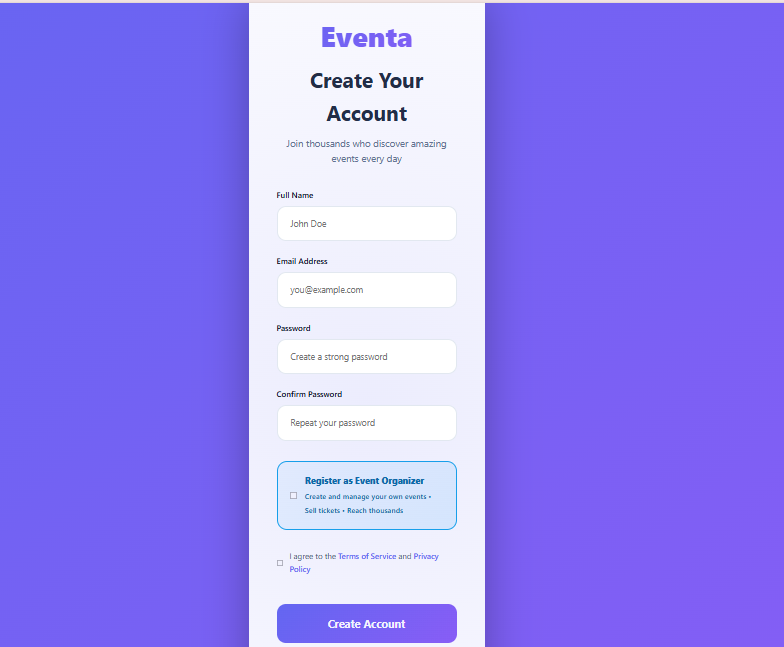 Eventa
Create Your
Account
Join thousands who discover amazing
events every day
Full Name
John Doe
Email Address
you@example.com
Password
Create a strong password
Confirm Password
Repeat your password
Register as Event Organizer
Create and manage your own events •
Sell tickets • Reach thousands
I agree to the Terms of Service and Privacy
Policy
Create Account